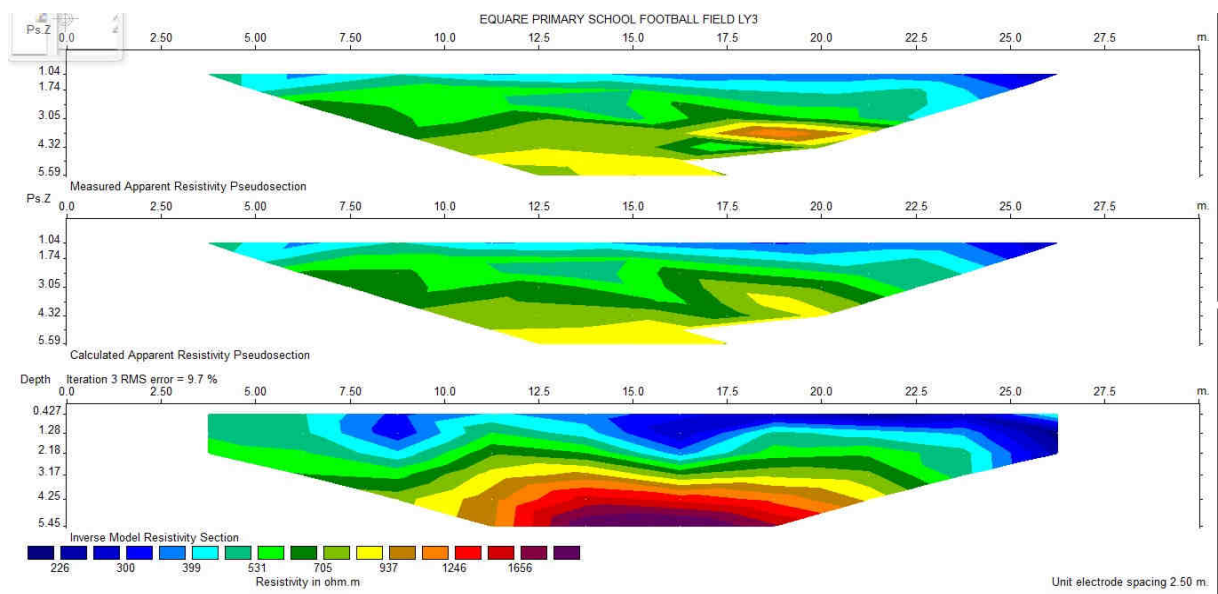 EQUARE PRIMARY SCHOOL FOOTBALL FIELD LY3
Ps.Z 0.0 2.50 5.00 7.50 10.0 12.5 15.0 17.5 20.0 22.5 25.0 27.5 m.
1.04
1.74
3.05
4.32
5.59
Measured Apparent Resistivity Pseudosection
Ps.Z 0.0 2.50 5.00 7.50 10.0 12.5 15.0 17.5 20.0 22.5 25.0 27.5 m.
1.04
1.74
3.05
4.32
5.59
Calculated Apparent Resistivity Pseudosection
Depth Iteration 3 RMS error = 9.7 %
0.0 2.50 5.00 7.50 10.0 12.5 15.0 17.5 20.0 22.5 25.0 27.5 m.
0.427
1.28
2.18
3.17
4.25
5.45
Inverse Model Resistivity Section
226 300 399 531 705 937 1246 1656
Resistivity in ohm.m Unit electrode spacing 2.50 m.